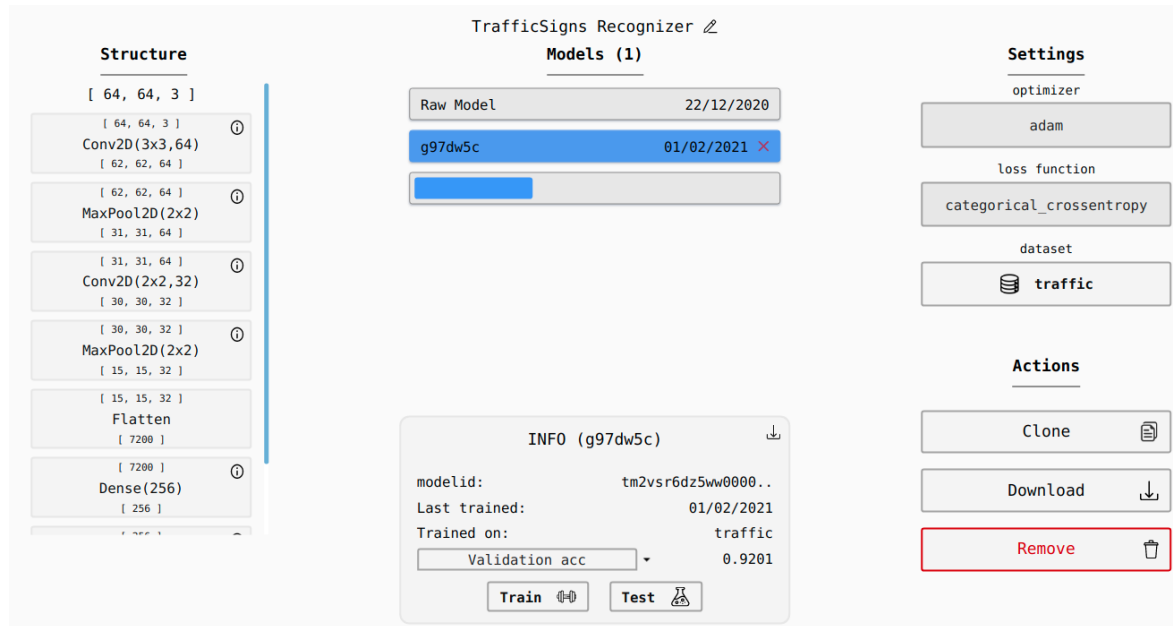 TrafficSigns Recognizer
Structure
[ 64, 64, 3 ]
[ 64, 64, 3 ]
Conv2D(3x3,64)
[ 62, 62, 64 ]
[ 62, 62, 64 ]
MaxPool2D(2x2)
[ 31, 31, 64 ]
[ 31, 31, 64 ]
Conv2D(2x2,32)
[ 30, 30, 32 ]
[ 30, 30, 32 ]
MaxPool2D(2x2)
[ 15, 15, 32 ]
[ 15, 15, 32 ]
Flatten
[ 7200 ]
[ 7200 ]
Dense(256)
[ 256 ]
Models (1)
Raw Model 22/12/2020
g97dw5c 01/02/2021
INFO (g97dw5c)
modelid: tm2vsr6dz5ww0000..
Last trained: 01/02/2021
Trained on: traffic
Validation acc 0.9201
Train Test
Settings
optimizer
adam
loss function
categorical_crossentropy
dataset
traffic
Actions
Clone
Download
Remove